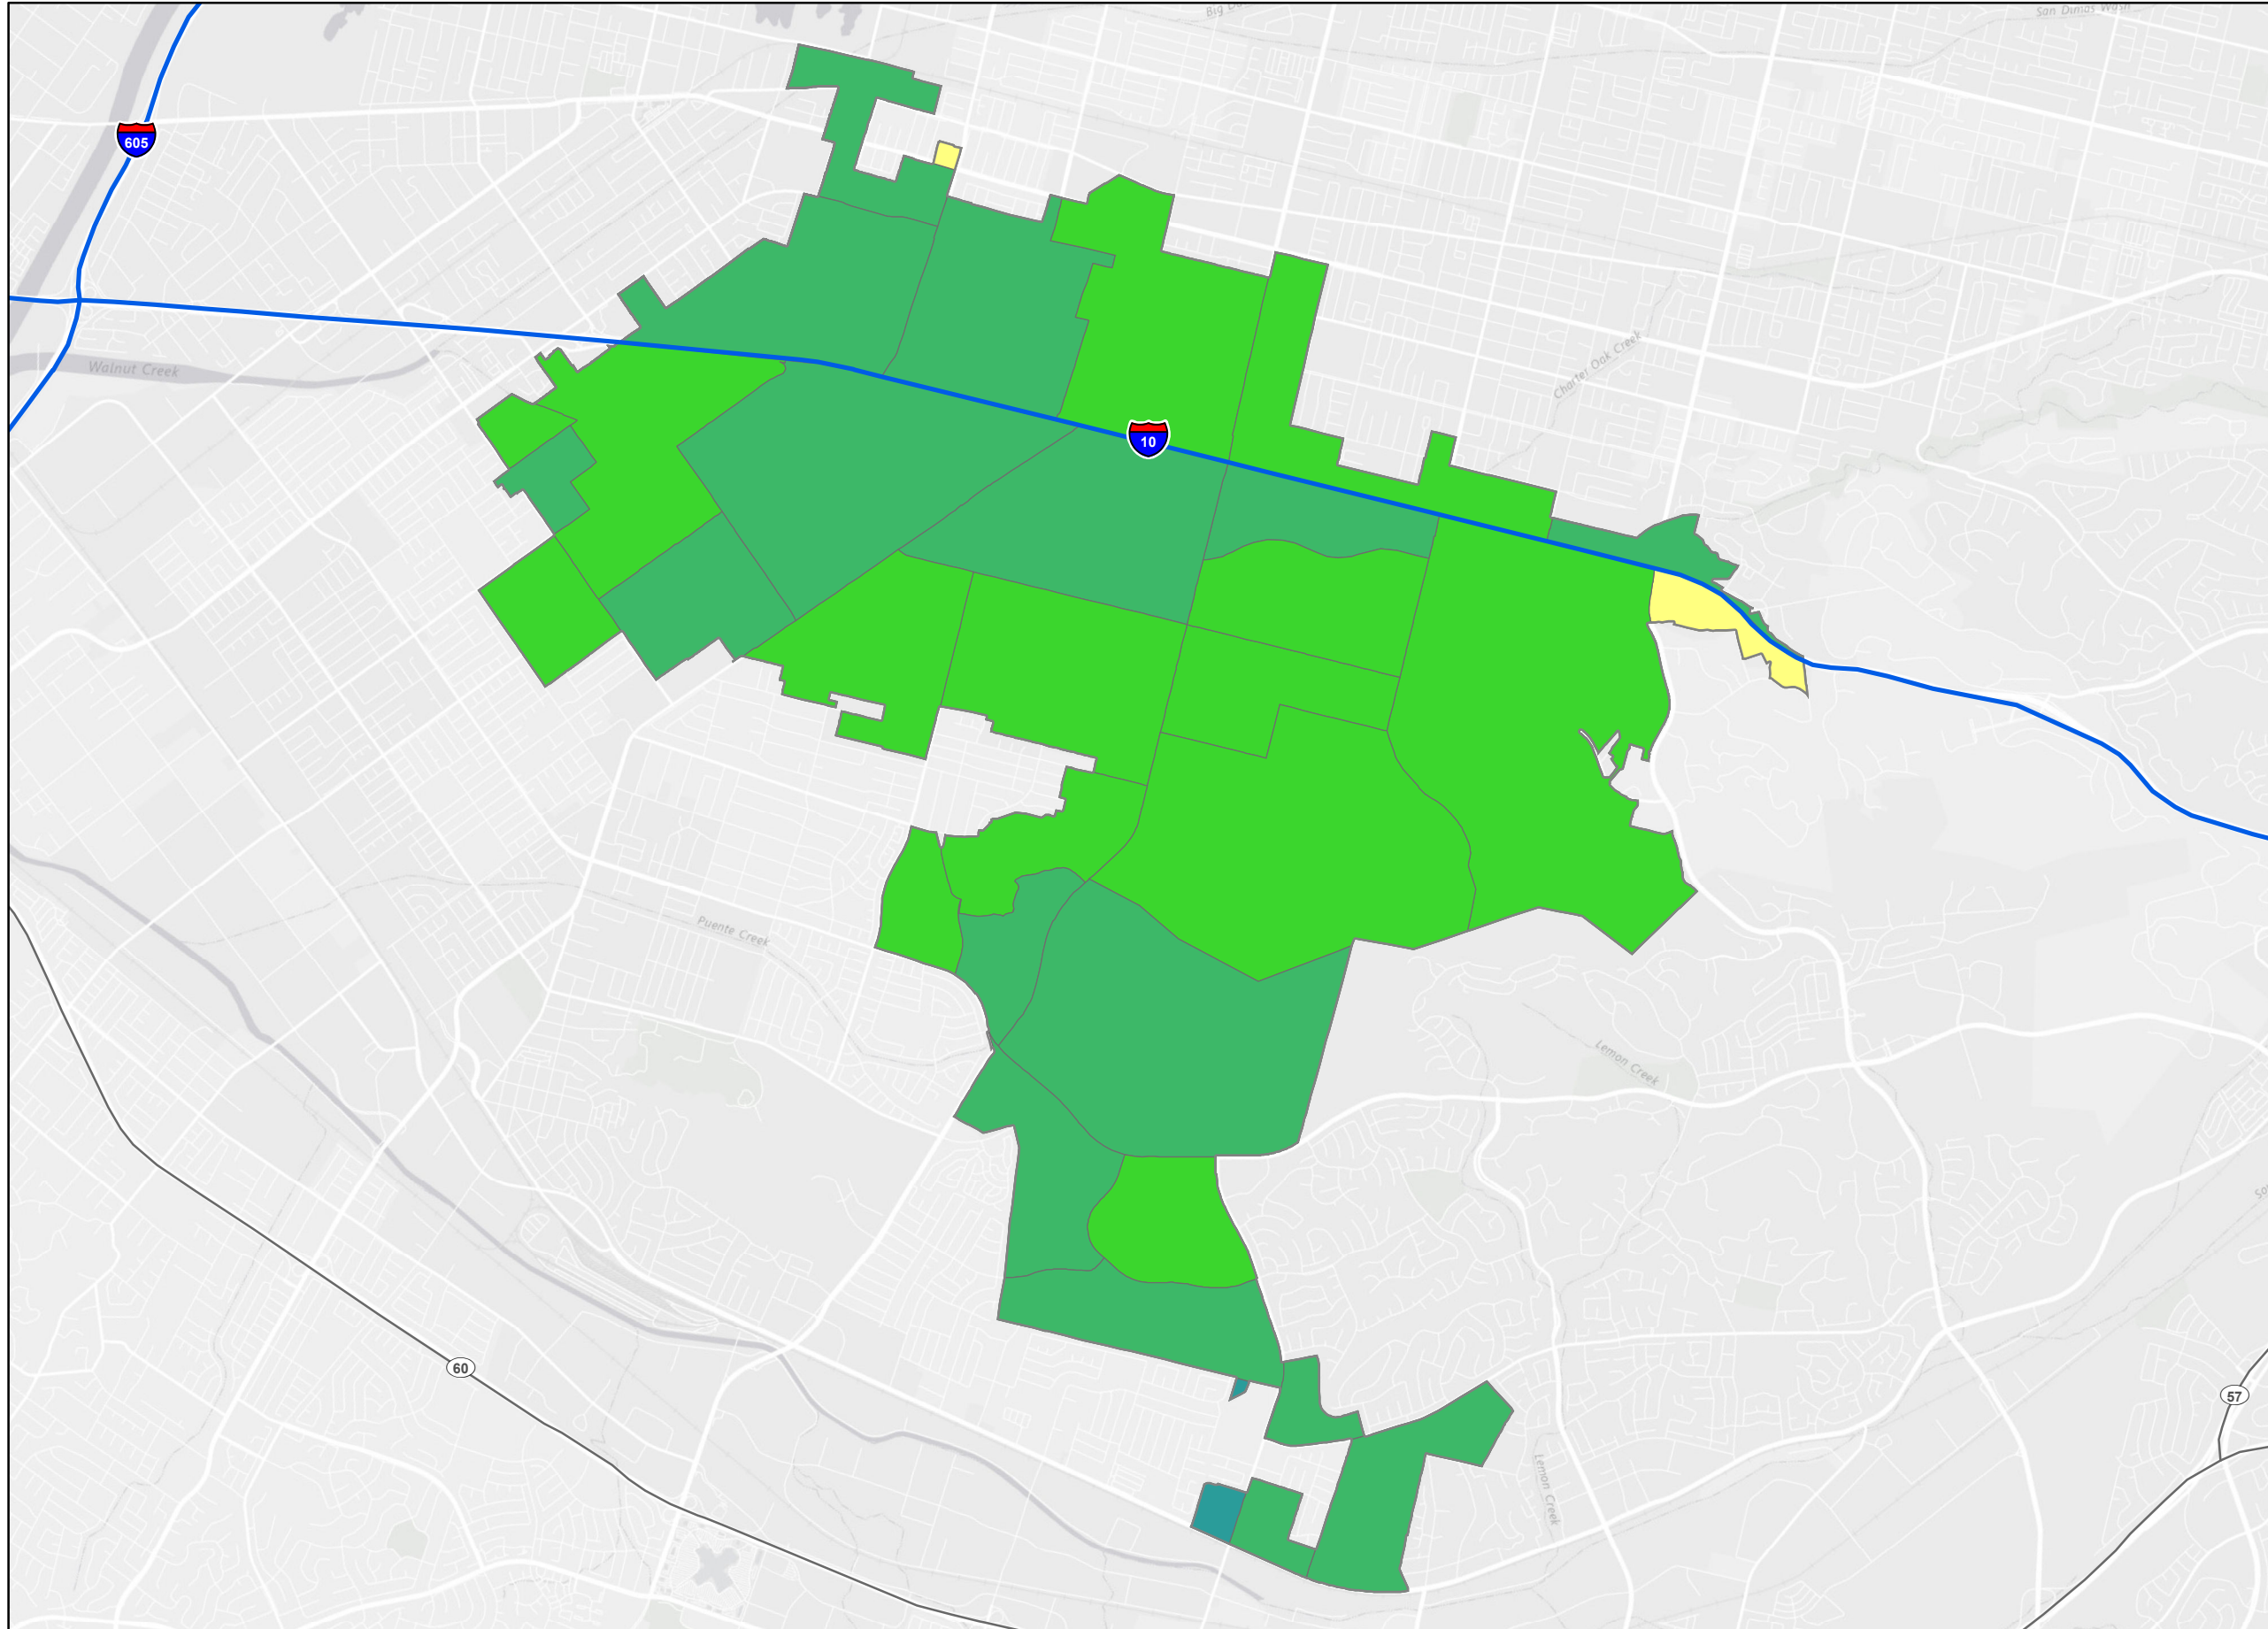 San Dimas Wash
605
Charter Oak Creek
Walnut Creek
10
Puente Creek
Lemon Creek
60
57
Lemon Creek